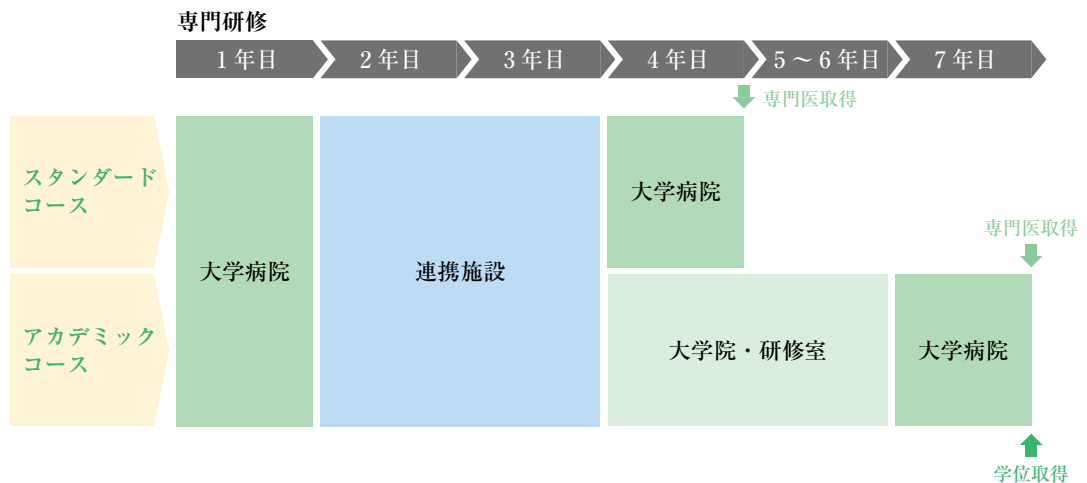 専門研修
1年目
2年目
3年目
4年目
5〜6年目
7年目
専門医取得
スタンダード
コース
大学病院
連携施設
大学病院
専門医取得
アカデミック
コース
大学院・研修室
大学病院
学位取得